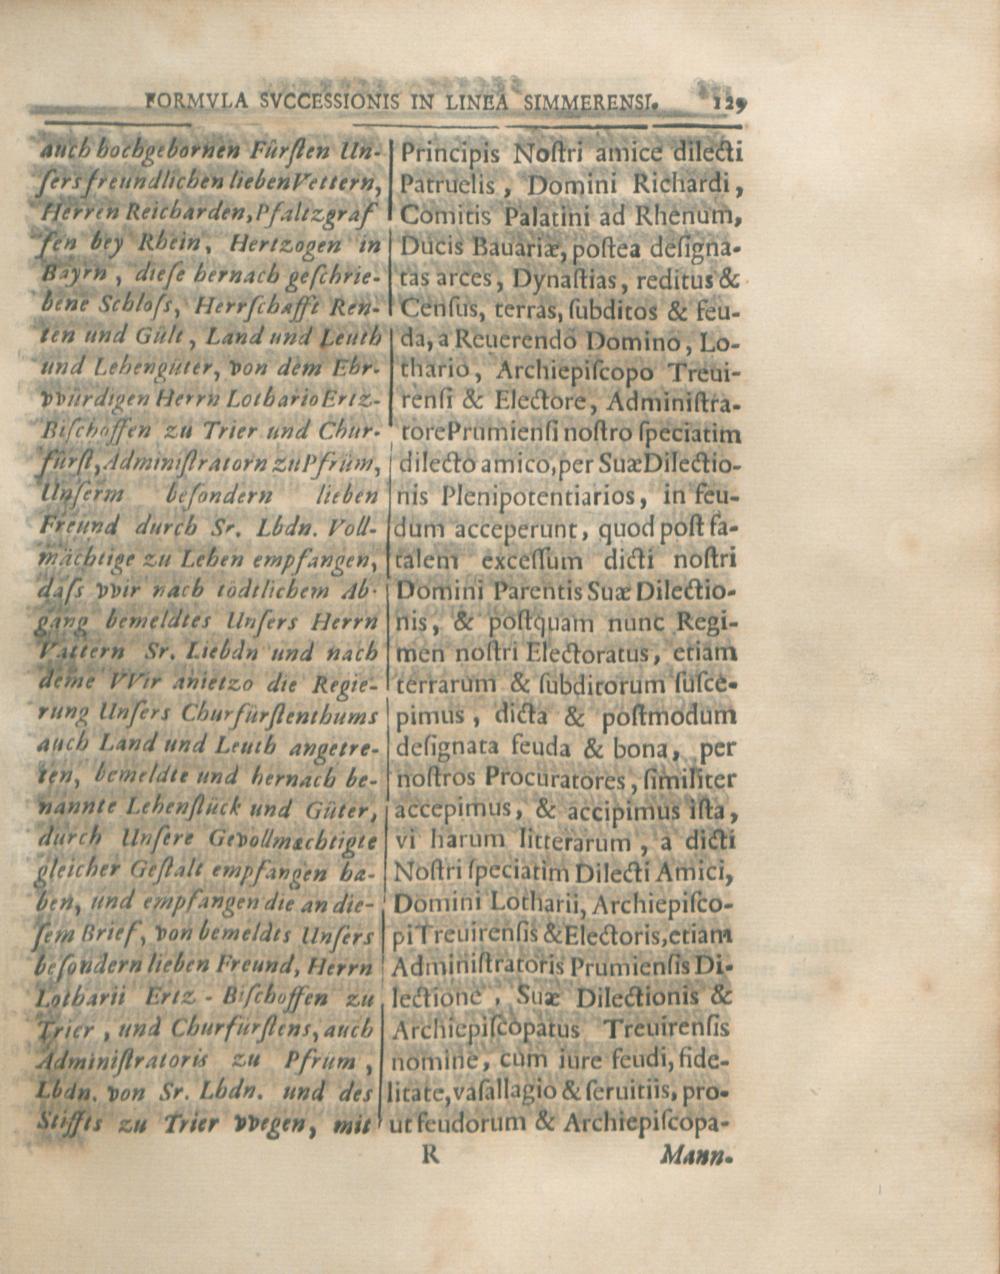 FORMVLA SVCCESSIONIS IN LINEA SIMMERENSI. 129
auch hochgebornen Fürſten Un-
ſers freundlichen lieben Vettern,
Herren Reicharden, Pfaltzgraf
fen bey Rhein, Hertzogen in
Bayrn, dieſe hernach geſchrie-
bene Schloſs, Herrſchafft Ren-
ten und Gült, Land und Leuth
und Lehengüter, von dem Ehr-
vvürdigen Herrn Lothario Ertz-
Biſchoffen zu Trier und Chur-
fürſt, Adminiſtratorn zu Pfrüm,
Unſerm beſondern lieben
Freund durch Sr. Lbdn. Voll-
mächtige zu Lehen empfangen,
daſs vvir nach tödtlichem Ab-
gang bemeldtes Unſers Herrn
Vattern Sr. Liebdn und nach
deme VVir anietzo die Regie-
rung Unſers Churfürſtenthums
auch Land und Leuth angetre-
ten, bemeldte und hernach be-
nannte Lehenſtück und Güter,
durch Unſere Gevollmæchtigte
gleicher Geſtalt empfangen ha-
ben, und empfangen die an die-
ſem Brief, von bemeldts Unſers
beſondern lieben Freund, Herrn
Lotharii Ertz-Biſchoffen zu
Trier, und Churfürſtens, auch
Adminiſtratoris zu Pfrum,
Lbdn. von Sr. Lbdn. und des
Stiffts zu Trier vvegen, mit
Principis Noſtri amice dilecti
Patruelis, Domini Richardi,
Comitis Palatini ad Rhenum,
Ducis Bauariæ, poſtea deſigna-
tas arces, Dynaſtias, reditus &
Cenſus, terras, ſubditos & feu-
da, a Reuerendo Domino, Lo-
thario, Archiepiſcopo Treui-
renſi & Electore, Adminiſtra-
tore Prumienſi noſtro ſpeciatim
dilecto amico, per Suæ Dilectio-
nis Plenipotentiarios, in feu-
dum acceperunt, quod poſt fa-
talem exceſſum dicti noſtri
Domini Parentis Suæ Dilectio-
nis, & poſtquam nunc Regi-
men noſtri Electoratus, etiam
terrarum & ſubditorum ſuſce-
pimus, dicta & poſtmodum
deſignata feuda & bona, per
noſtros Procuratores, ſimiliter
accepimus, & accipimus iſta,
vi harum litterarum, a dicti
Noſtri ſpeciatim Dilecti Amici,
Domini Lotharii, Archiepiſco-
pi Treuirenſis & Electoris, etiam
Adminiſtratoris Prumienſis Di-
lectione, Suæ Dilectionis &
Archiepiſcopatus Treuirenſis
nomine, cum iure feudi, fide-
litate, vaſallagio & ſeruitiis, pro-
ut feudorum & Archiepiſcopa-
R Mann-